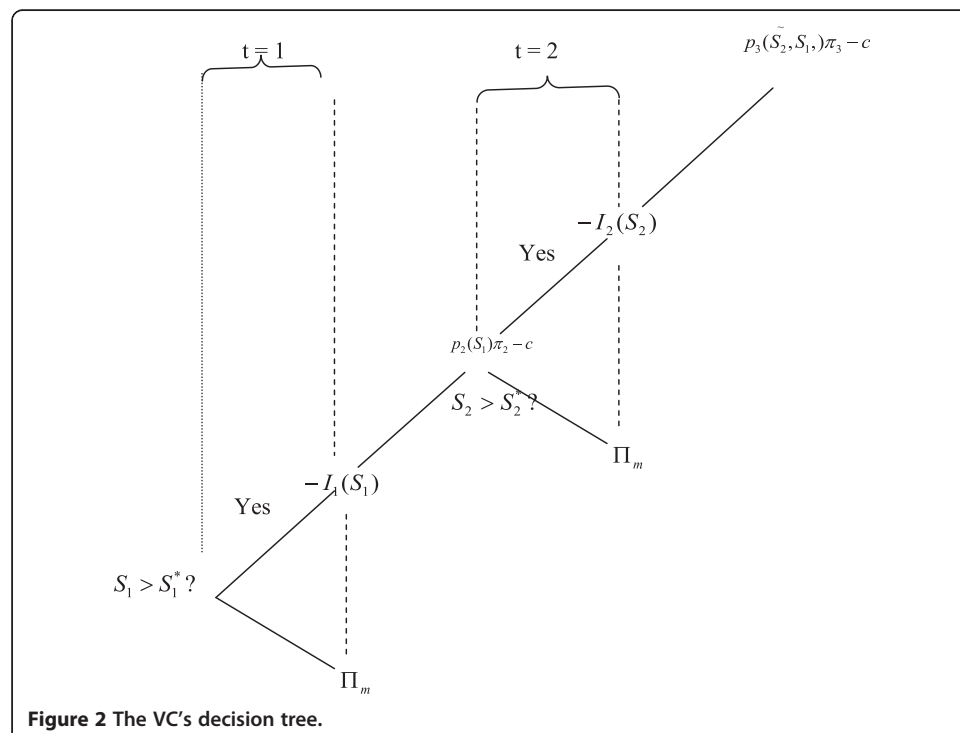 t = 1
t = 2
p₃(S̃₂,S₁,)π₃ – c
– I₂(S₂)
Yes
p₂(S₁)π₂ – c
S₂ > S₂* ?
Πₘ
– I₁(S₁)
Yes
S₁ > S₁* ?
Πₘ
Figure 2 The VC's decision tree.